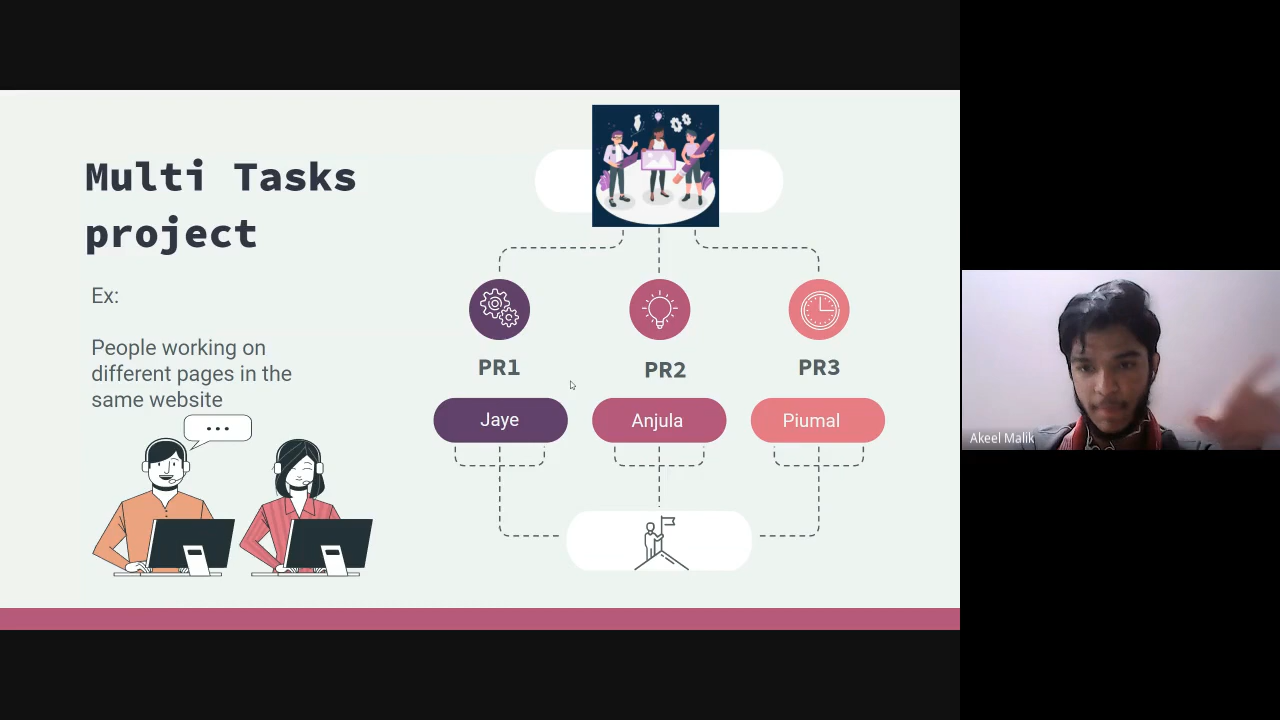 Multi Tasks
project
Ex:
People working on
different pages in the
same website
PR1
PR2
PR3
Jaye
Anjula
Piumal
Akeel Malik